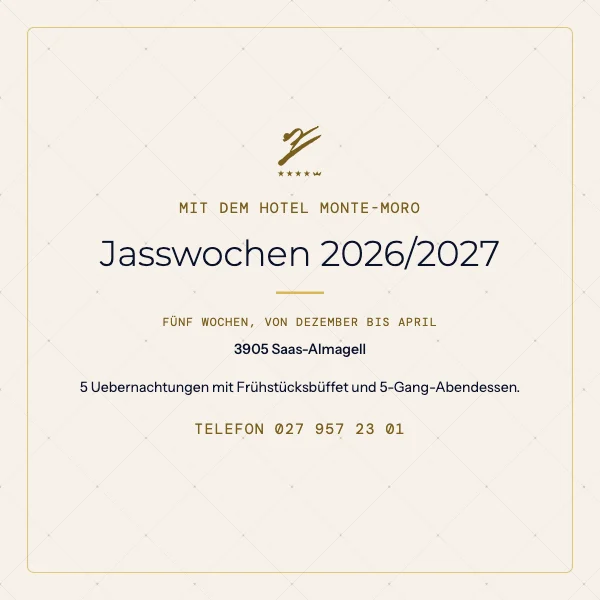 MIT DEM HOTEL MONTE-MORO
Jasswochen 2026/2027
FÜNF WOCHEN, VON DEZEMBER BIS APRIL
3905 Saas-Almagell
5 Uebernachtungen mit Frühstücksbüffet und 5-Gang-Abendessen.
TELEFON 027 957 23 01